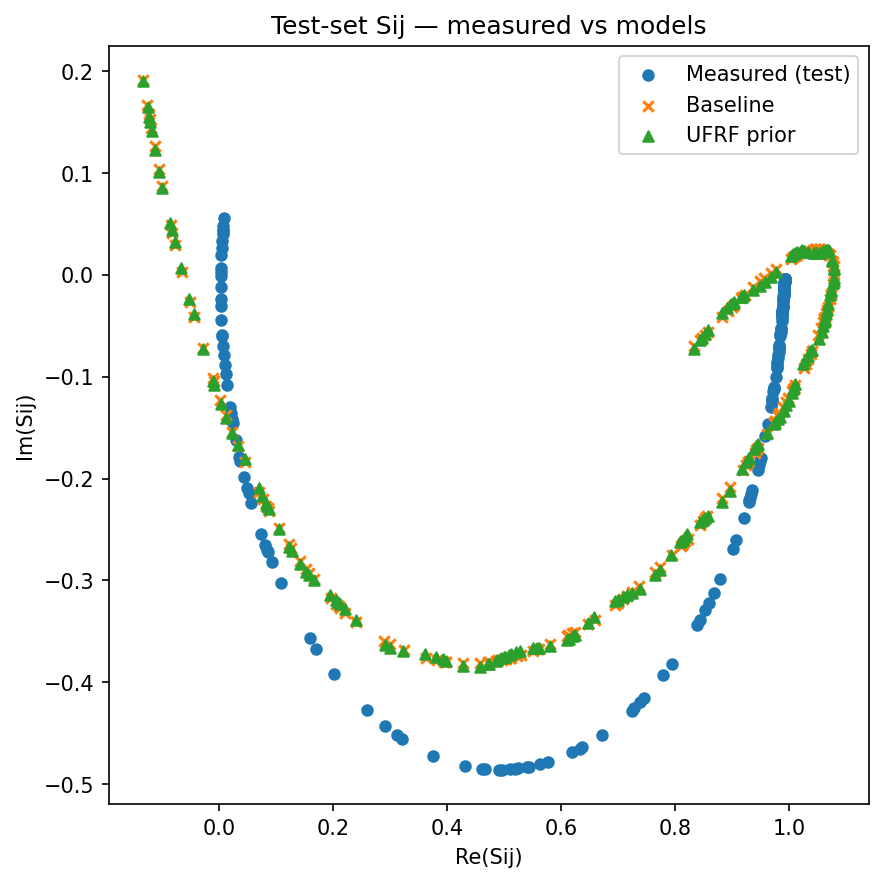 Test-set Sij — measured vs models
Measured (test)
Baseline
UFRF prior
0.2
0.1
0.0
−0.1
−0.2
−0.3
−0.4
−0.5
Im(Sij)
0.0
0.2
0.4
0.6
0.8
1.0
Re(Sij)